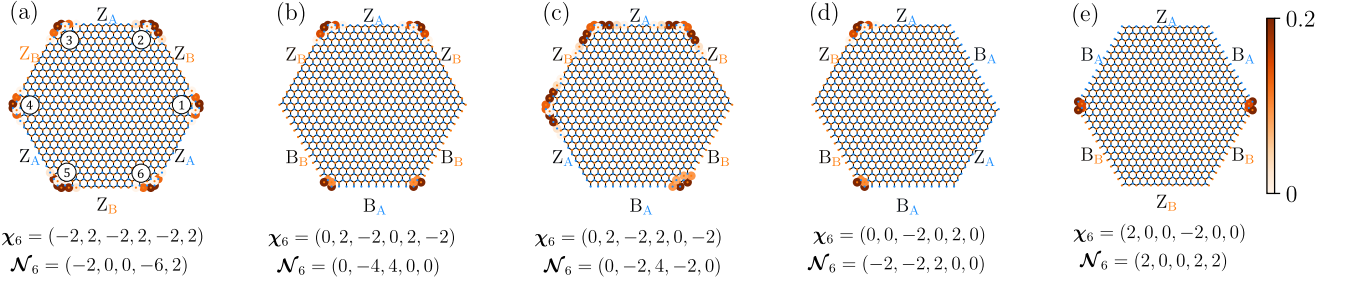 (a) (b) (c) (d) (e)
Z_A Z_A Z_A Z_A Z_A 0.2
3 2
Z_B Z_B Z_B Z_B Z_B Z_B Z_B B_A B_A B_A
4 1
Z_A Z_A B_B B_B Z_A B_B Z_A B_B B_B
5 6
Z_B B_A B_A B_A Z_B 0
χ_6 = (−2, 2, −2, 2, −2, 2) χ_6 = (0, 2, −2, 0, 2, −2) χ_6 = (0, 2, −2, 2, 0, −2) χ_6 = (0, 0, −2, 0, 2, 0) χ_6 = (2, 0, 0, −2, 0, 0)
𝓝_6 = (−2, 0, 0, −6, 2) 𝓝_6 = (0, −4, 4, 0, 0) 𝓝_6 = (0, −2, 4, −2, 0) 𝓝_6 = (−2, −2, 2, 0, 0) 𝓝_6 = (2, 0, 0, 2, 2)